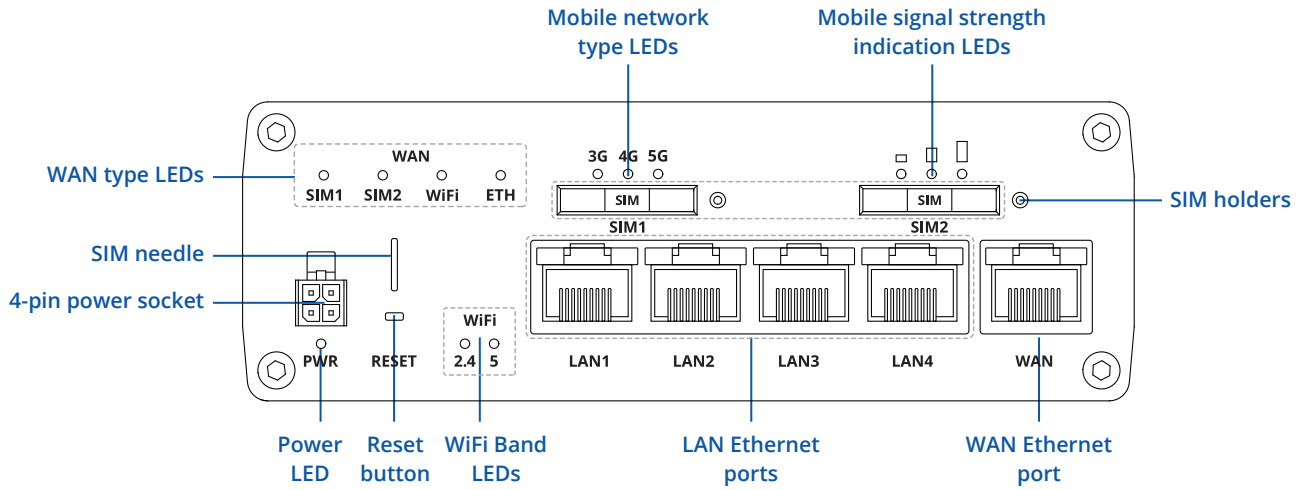 Mobile network
type LEDs
Mobile signal strength
indication LEDs
WAN type LEDs
WAN
SIM1 SIM2 WiFi ETH
3G 4G 5G
SIM
SIM1
SIM
SIM2
SIM holders
SIM needle
4-pin power socket
PWR
RESET
WiFi
2.4 5
LAN1 LAN2 LAN3 LAN4 WAN
Power
LED
Reset
button
WiFi Band
LEDs
LAN Ethernet
ports
WAN Ethernet
port